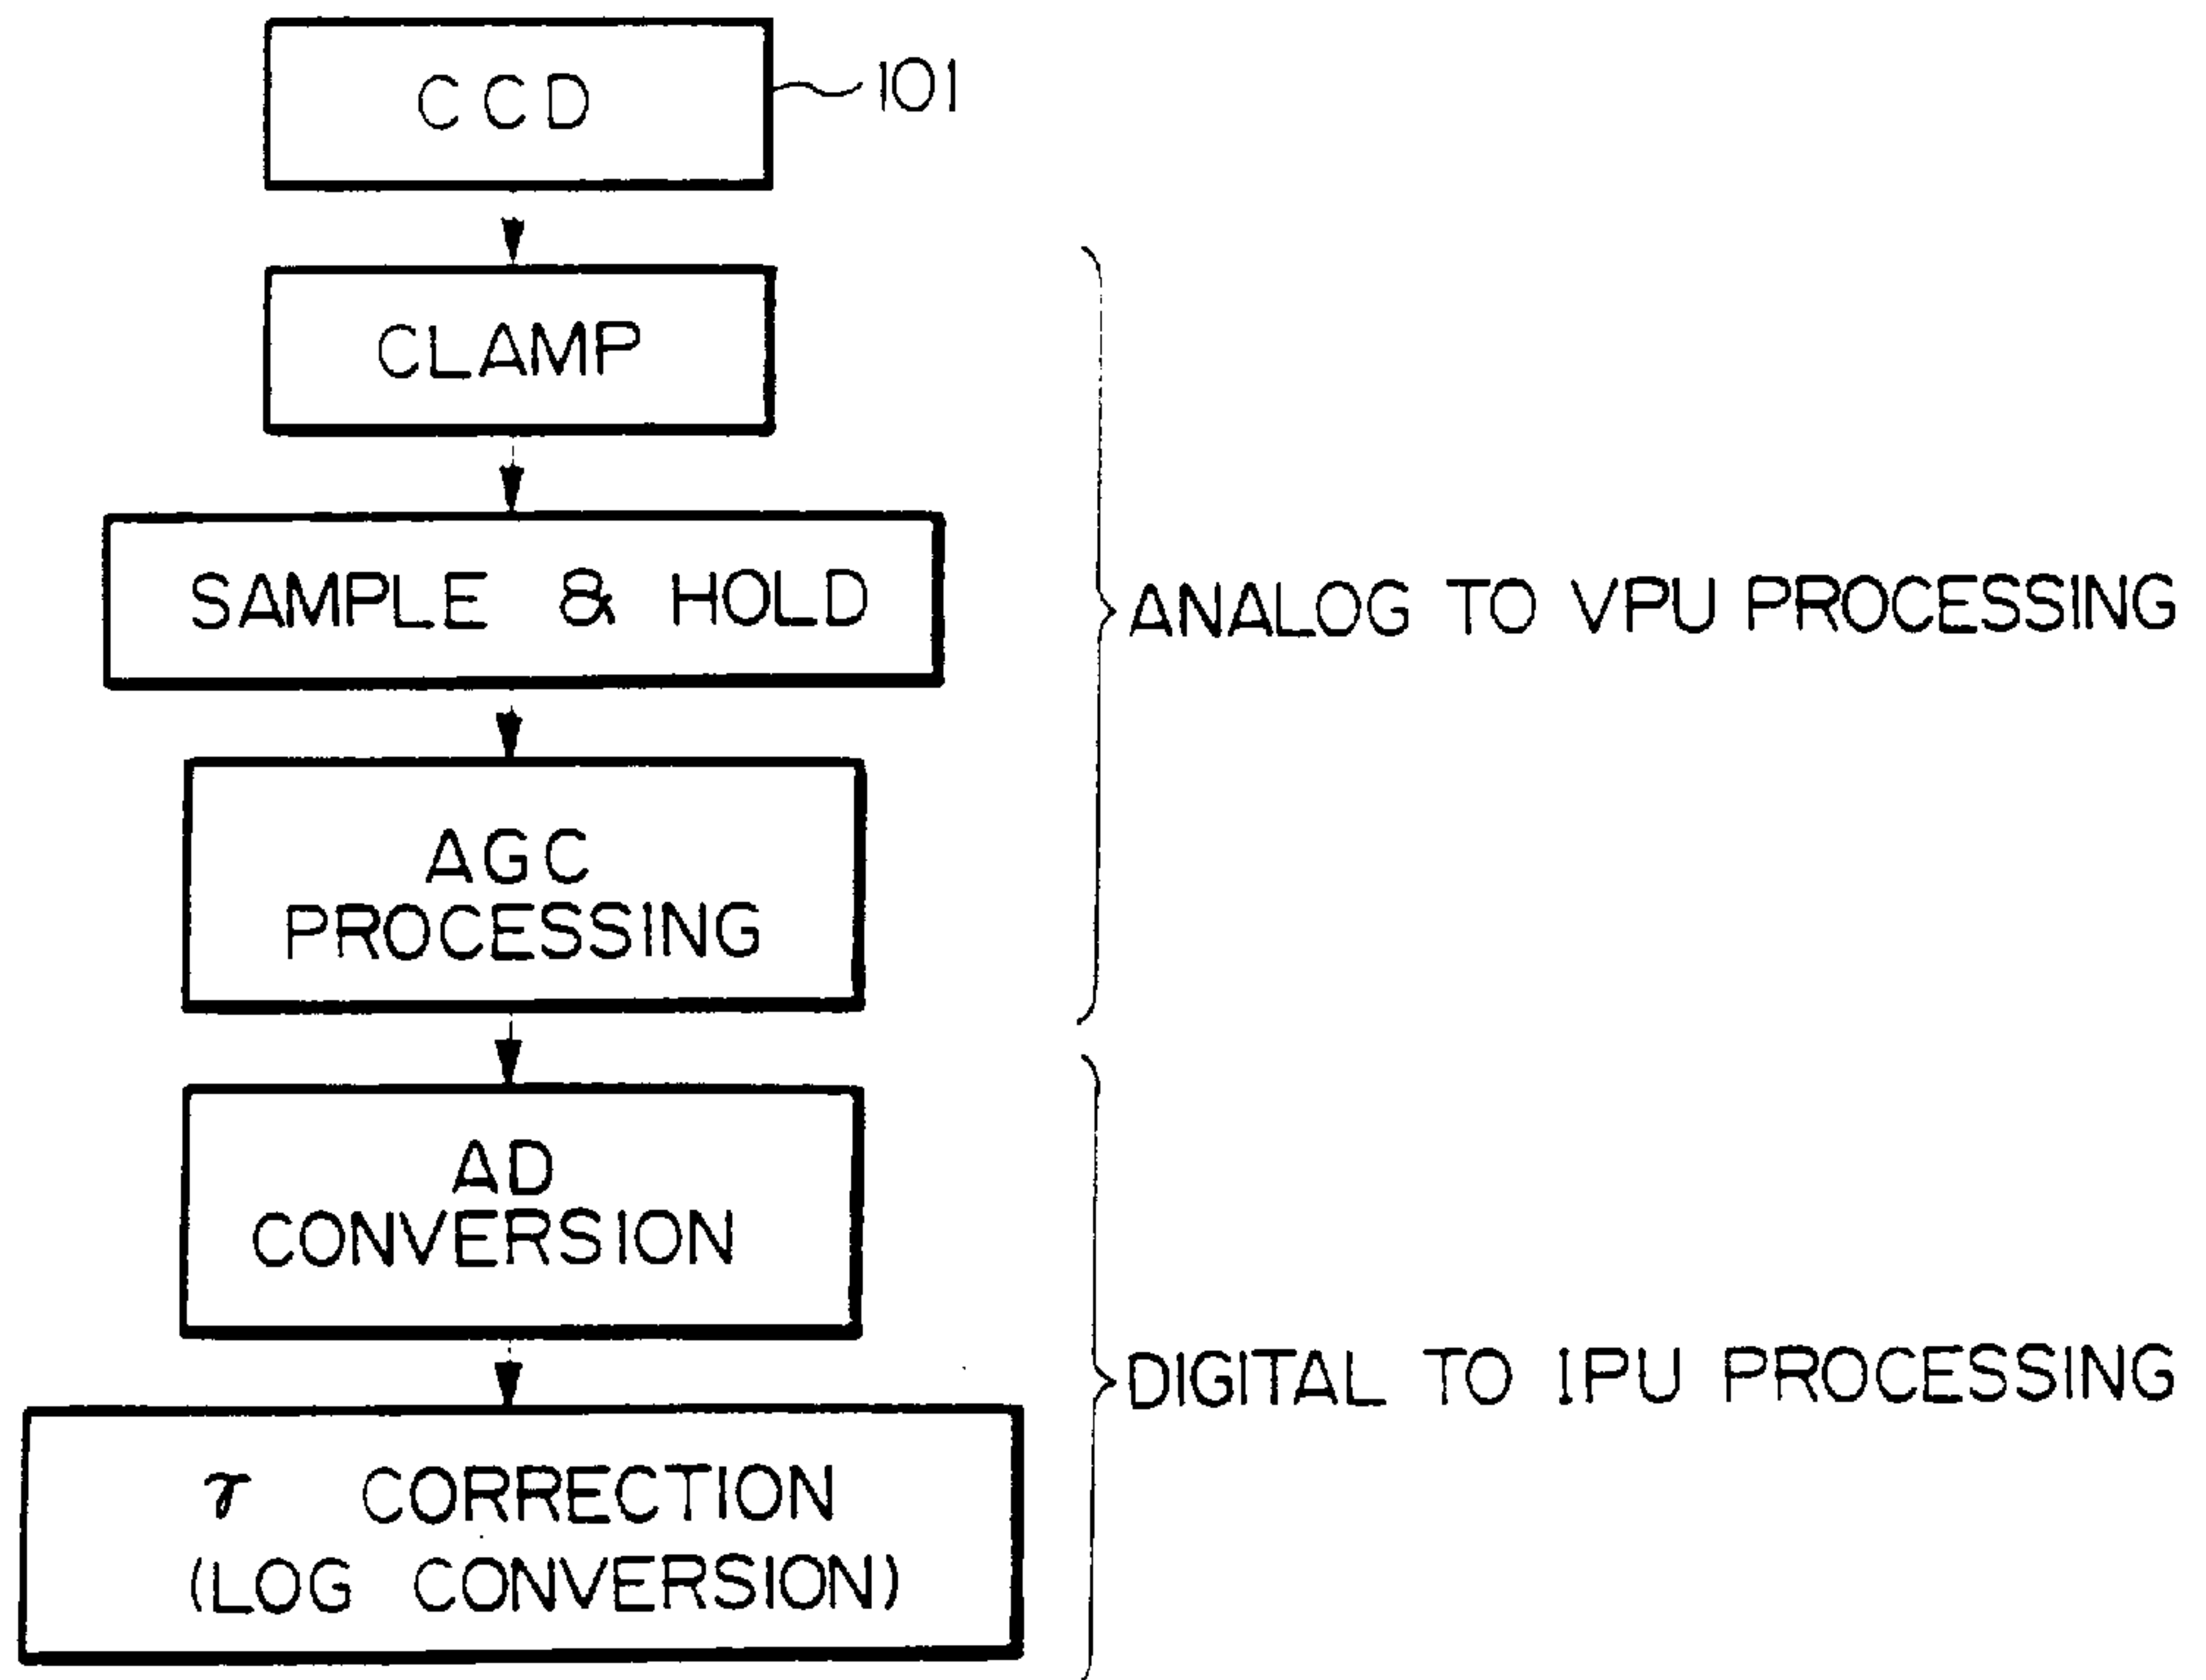 CCD
101
CLAMP
SAMPLE & HOLD
ANALOG TO VPU PROCESSING
AGC
PROCESSING
AD
CONVERSION
DIGITAL TO IPU PROCESSING
γ CORRECTION
(LOG CONVERSION)